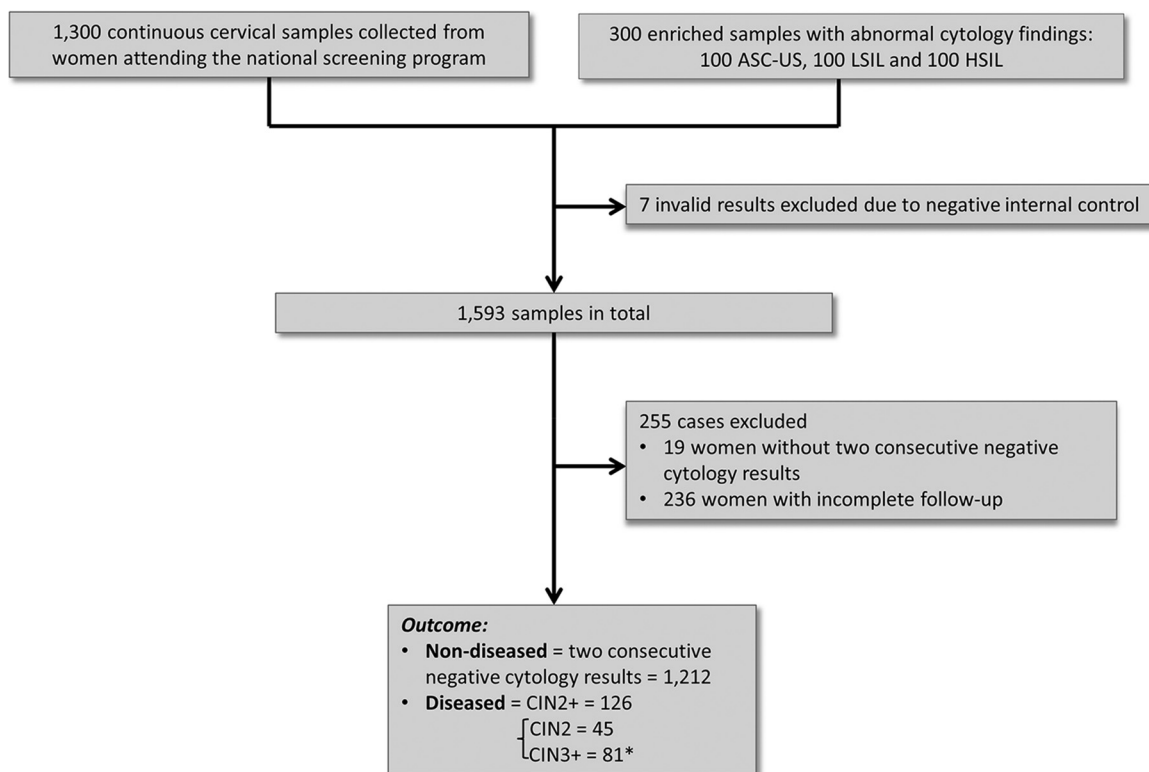 1,300 continuous cervical samples collected from
women attending the national screening program
300 enriched samples with abnormal cytology findings:
100 ASC-US, 100 LSIL and 100 HSIL
7 invalid results excluded due to negative internal control
1,593 samples in total
255 cases excluded
• 19 women without two consecutive negative
cytology results
• 236 women with incomplete follow-up
Outcome:
• Non-diseased = two consecutive
negative cytology results = 1,212
• Diseased = CIN2+ = 126
CIN2 = 45
CIN3+ = 81*